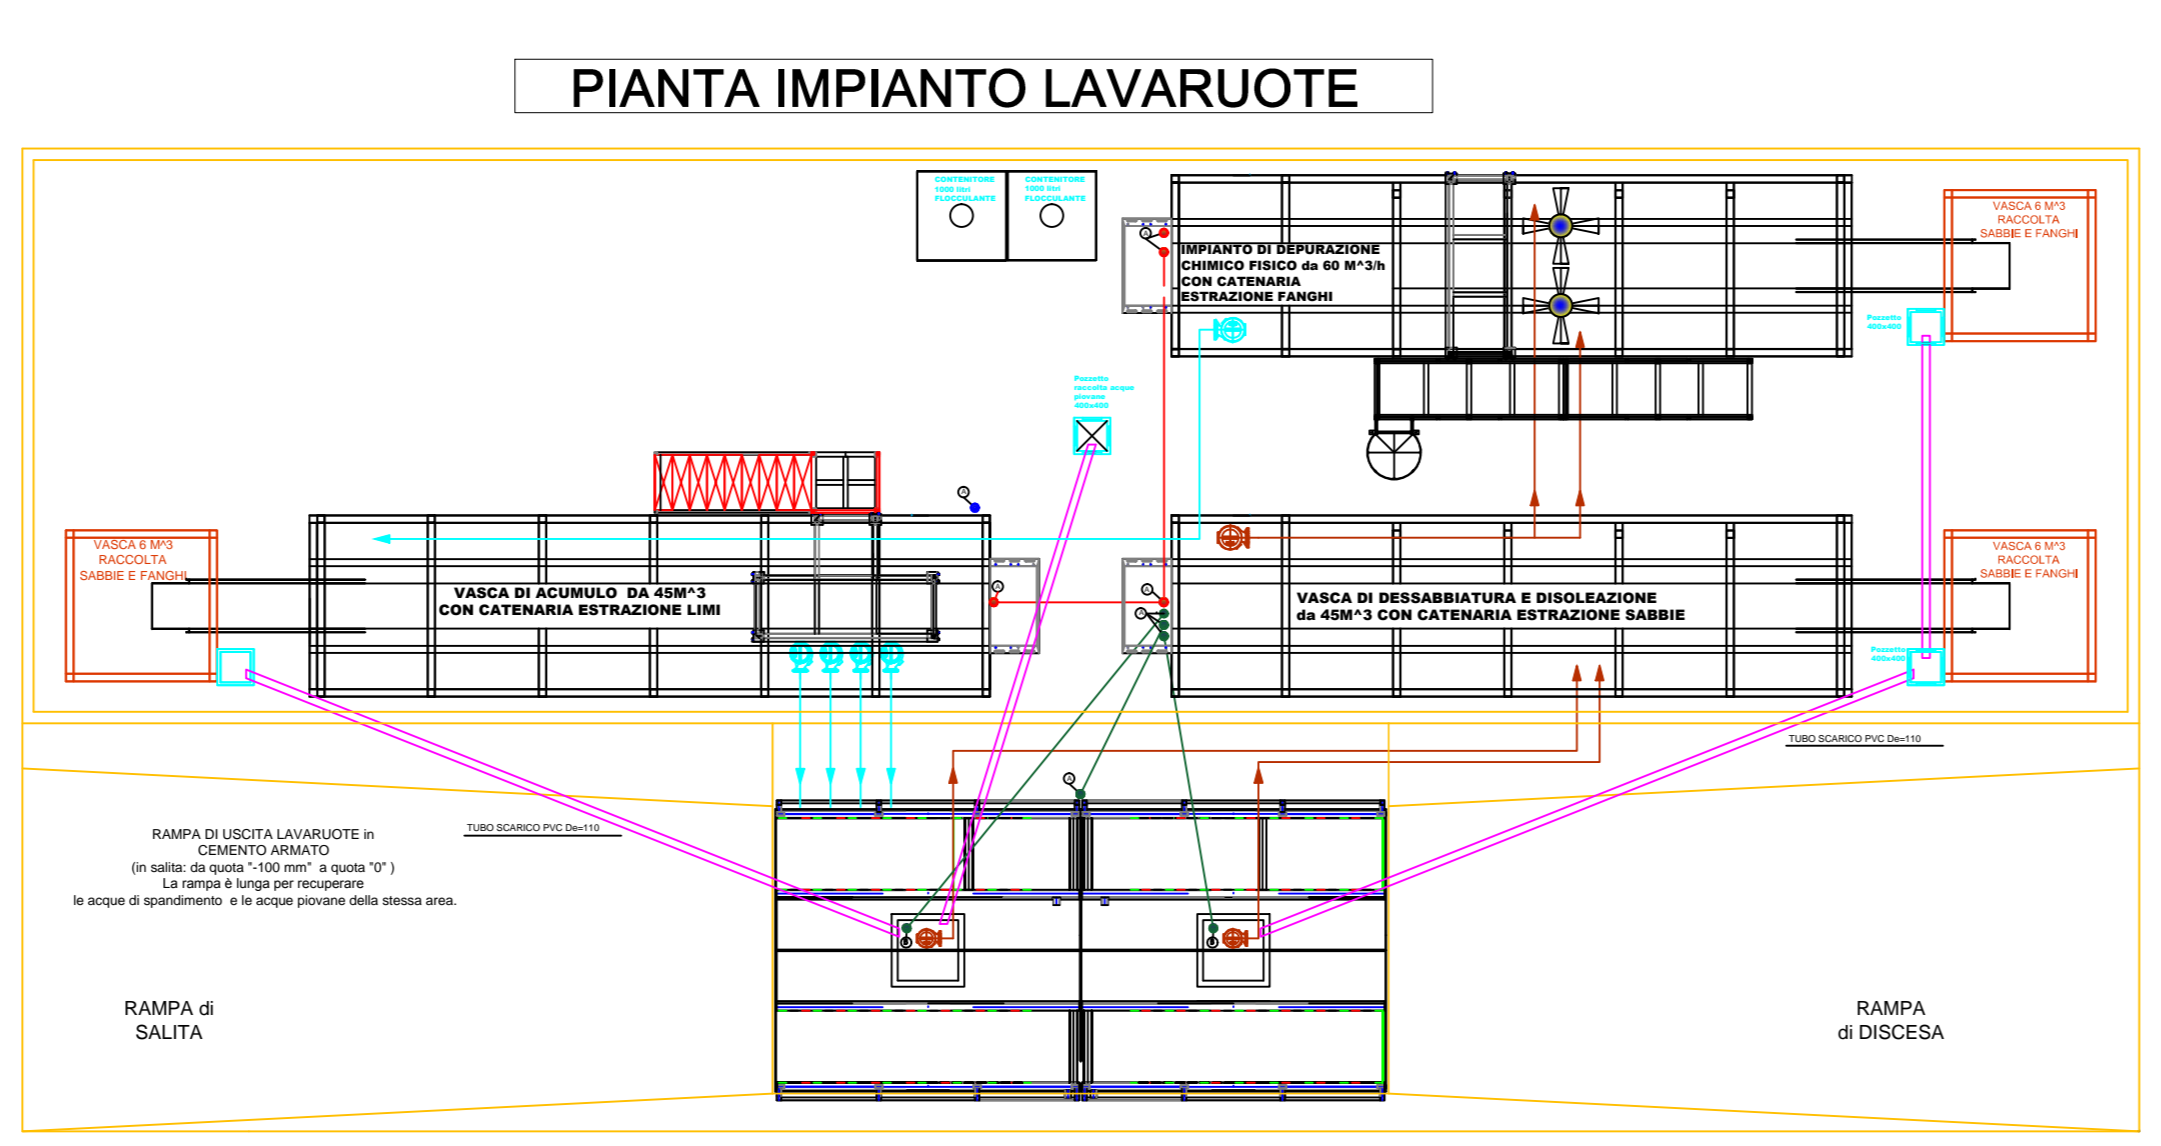 PIANTA IMPIANTO LAVARUOTE
CONTENITORE
1000 litri
FLOCCULANTE
CONTENITORE
1000 litri
FLOCCULANTE
A
IMPIANTO DI DEPURAZIONE
CHIMICO FISICO da 60 M^3/h
CON CATENARIA
ESTRAZIONE FANGHI
VASCA 6 M^3
RACCOLTA
SABBIE E FANGHI
Pozzetto
400x400
Pozzetto
raccolta acque
piovane
400x400
A
VASCA 6 M^3
RACCOLTA
SABBIE E FANGHI
VASCA DI ACUMULO DA 45M^3
CON CATENARIA ESTRAZIONE LIMI
A
A
A
VASCA DI DESSABBIATURA E DISOLEAZIONE
da 45M^3 CON CATENARIA ESTRAZIONE SABBIE
VASCA 6 M^3
RACCOLTA
SABBIE E FANGHI
Pozzetto
400x400
TUBO SCARICO PVC De=110
A
TUBO SCARICO PVC De=110
RAMPA DI USCITA LAVARUOTE in
CEMENTO ARMATO
(in salita: da quota "-100 mm" a quota "0" )
La rampa è lunga per recuperare
le acque di spandimento e le acque piovane della stessa area.
RAMPA di
SALITA
RAMPA
di DISCESA